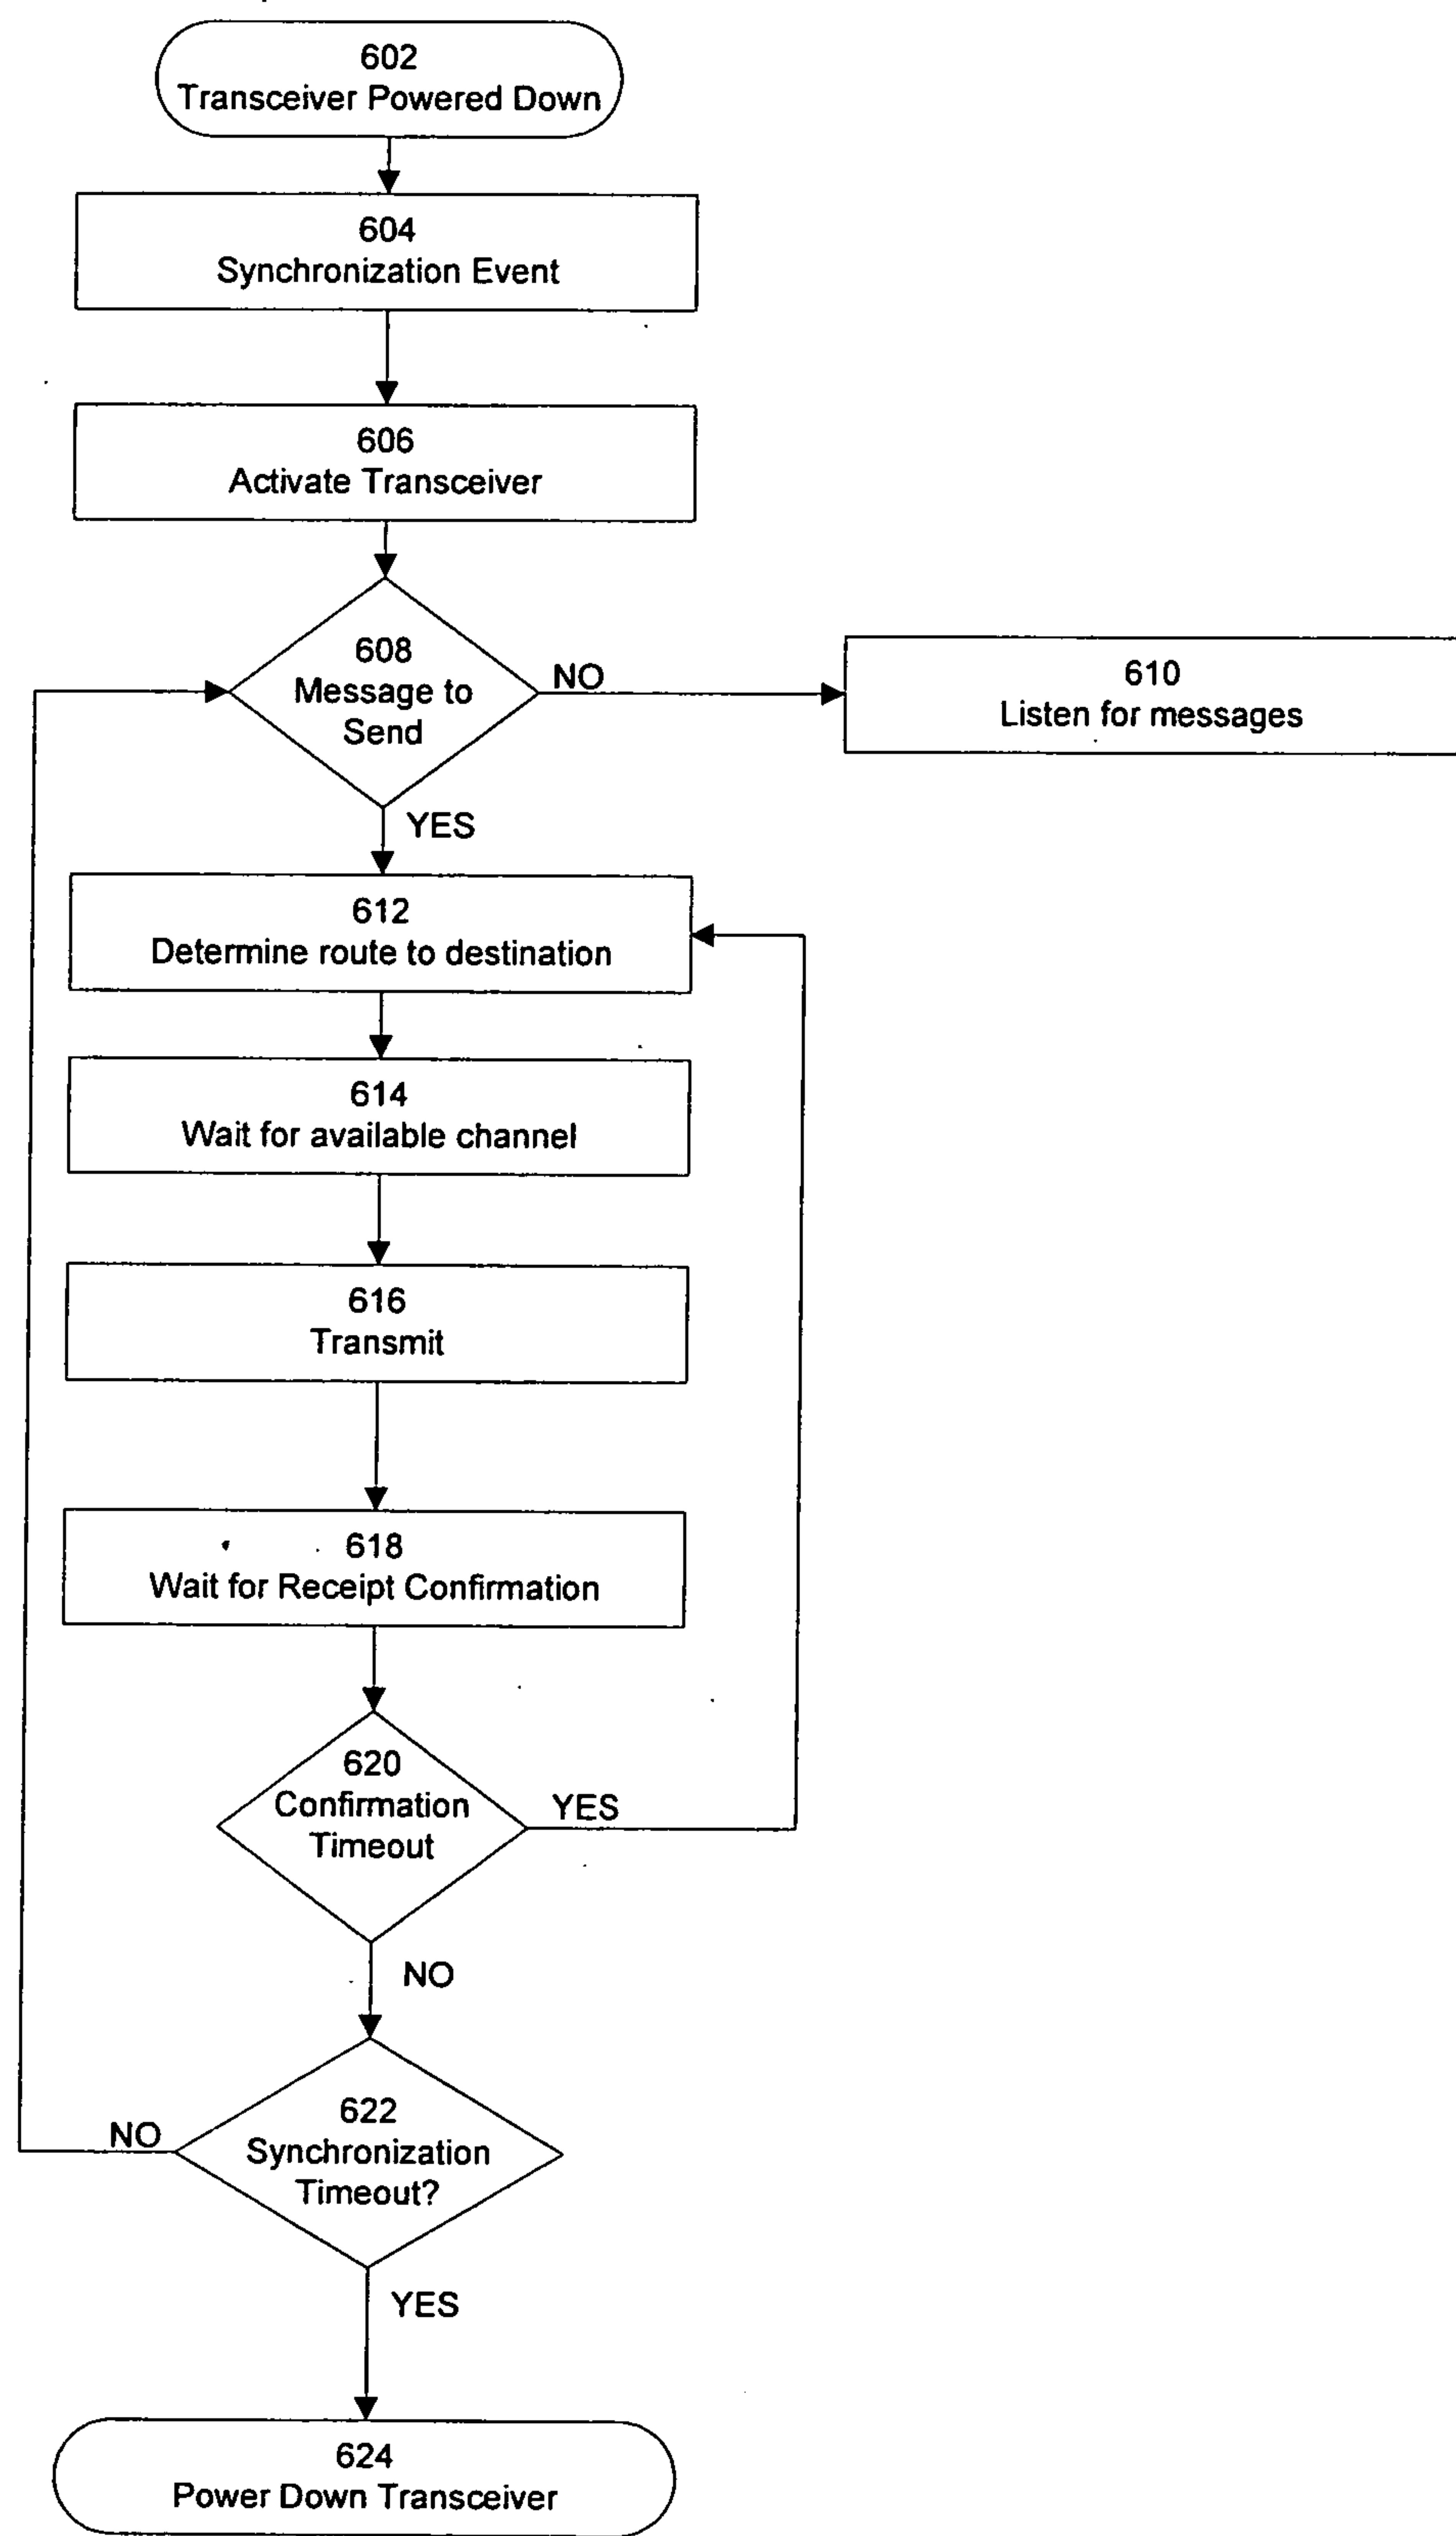 602
Transceiver Powered Down
604
Synchronization Event
606
Activate Transceiver
608
Message to
Send
NO
610
Listen for messages
YES
612
Determine route to destination
614
Wait for available channel
616
Transmit
618
Wait for Receipt Confirmation
620
Confirmation
Timeout
YES
NO
622
Synchronization
Timeout?
NO
YES
624
Power Down Transceiver